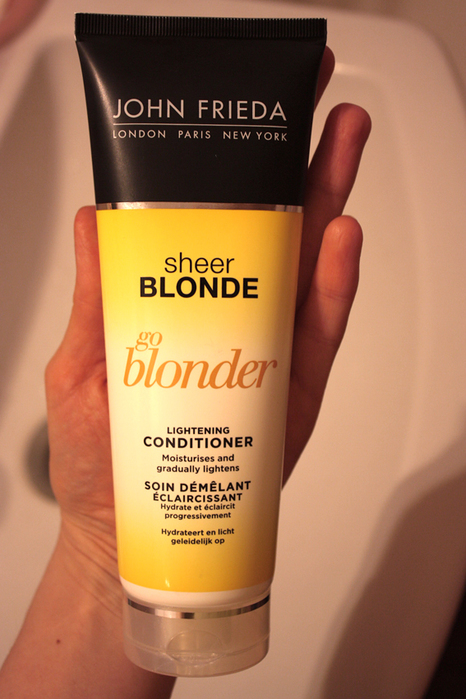 JOHN FRIEDA
LONDON PARIS NEW YORK
sheer
BLONDE
go
blonder
LIGHTENING
CONDITIONER
Moisturises and
gradually lightens
SOIN DÉMÊLANT
ÉCLAIRCISSANT
Hydrate et éclaircit
progressivement
Hydrateert en licht
geleidelijk op